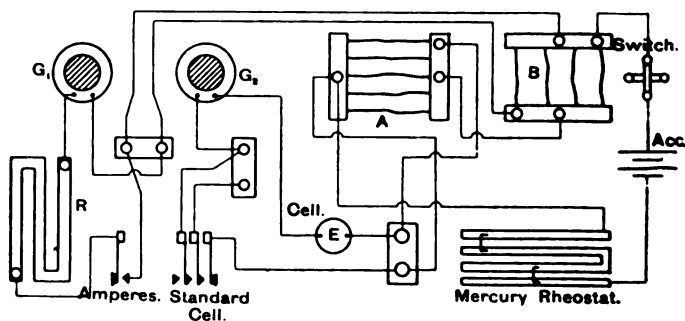 G₁
G₂
A
B
Switch.
Acc.
R
Cell.
E
Amperes.
Standard
Cell.
Mercury Rheostat.